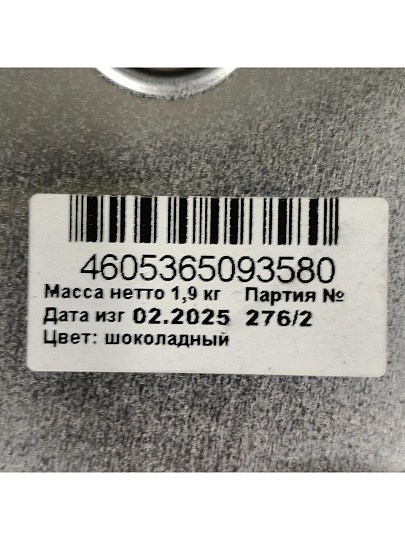 4605365093580
Масса нетто 1,9 кг Партия №
Дата изг 02.2025 276/2
Цвет: шоколадный